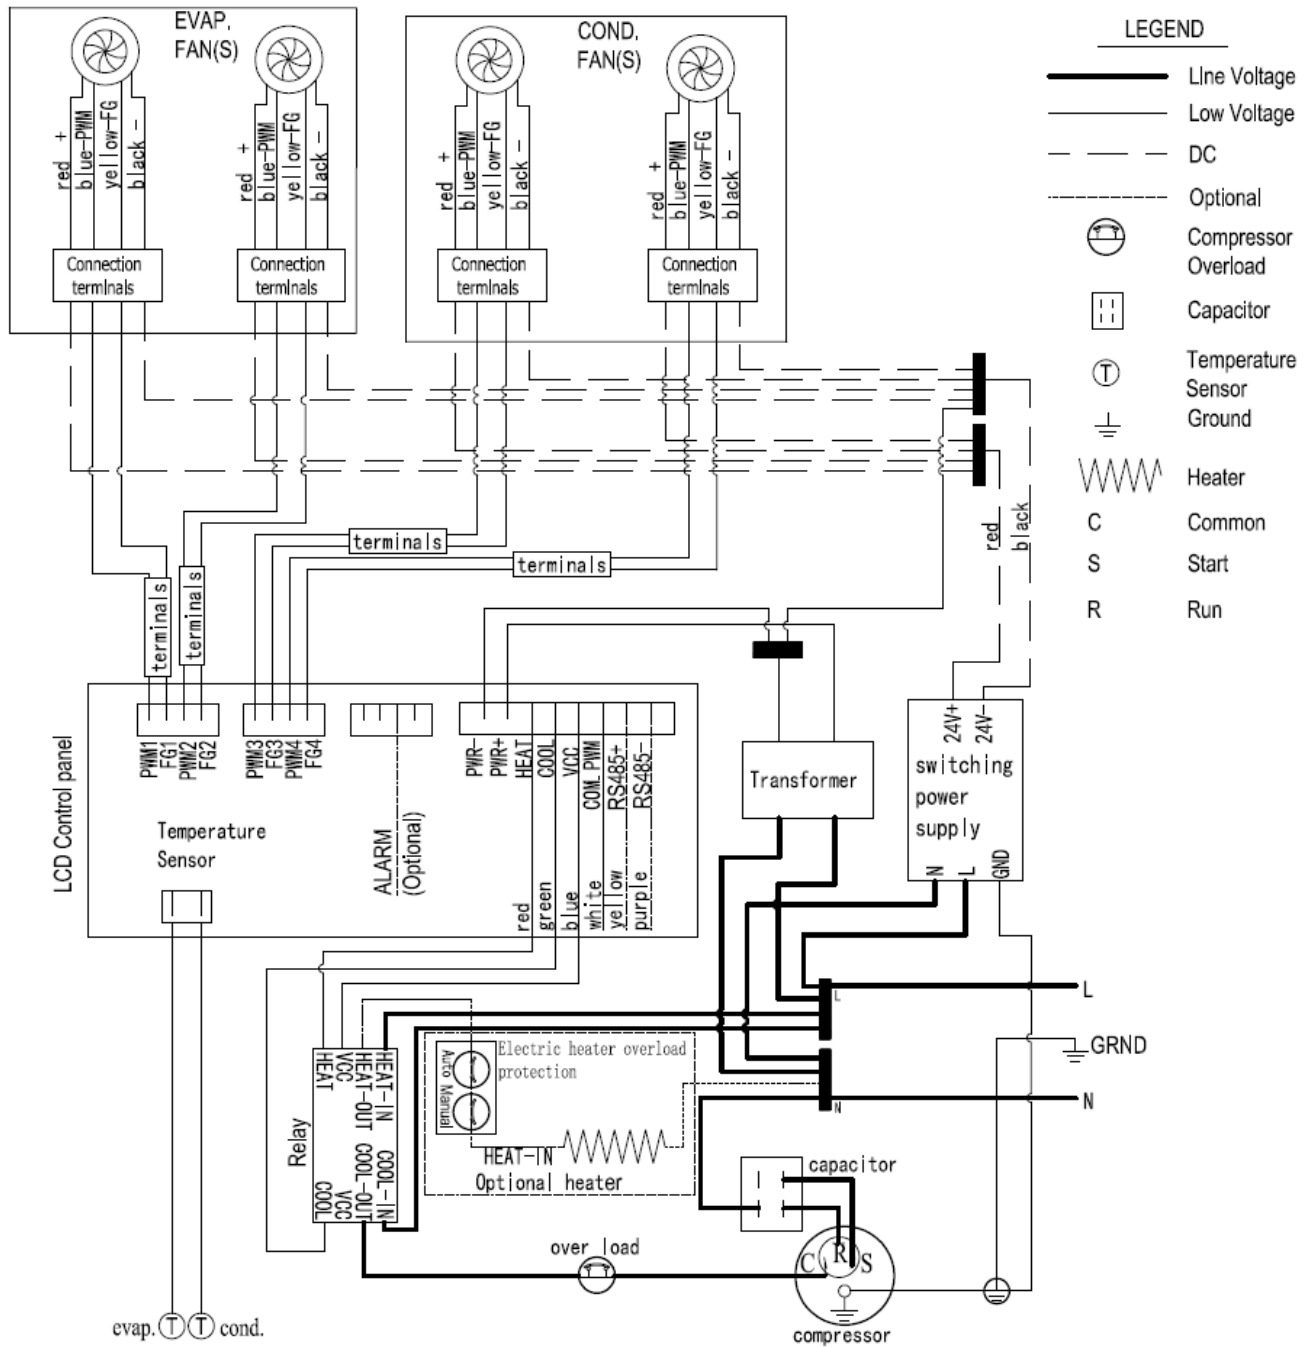 EVAP.
FAN(S)
COND.
FAN(S)
LEGEND
LIne Voltage
Low Voltage
DC
Optional
Compressor
Overload
Capacitor
T
Temperature
Sensor
Ground
Heater
C Common
S Start
R Run
red +
blue-PWM
yellow-FG
black -
red +
blue-PWM
yellow-FG
black -
red +
blue-PWM
yellow-FG
black -
red +
blue-PWM
yellow-FG
black -
Connection
termInals
Connection
termInals
Connection
termInals
Connection
termInals
red
black
terminals
terminals
terminals
terminals
LCD Control panel
PWM1
FG1
PWM2
FG2
PWM3
FG3
PWM4
FG4
PWR-
PWR+
HEAT
COOL
VCC
COM_PWM
RS485+
RS485-
Temperature
Sensor
ALARM
(Optional)
red
green
blue
white
yellow
purple
Transformer
24V+
24V-
switching
power
supply
N
L
GND
L
L
GRND
N
N
Relay
HEAT
VCC
HEAT-OUT
HEAT-IN
COOL
VCC
COOL-OUT
COOL-IN
Auto
Manual
Electric heater overload
protection
HEAT-IN
Optional heater
capacitor
over load
C
R
S
compressor
evap.
T
T
cond.